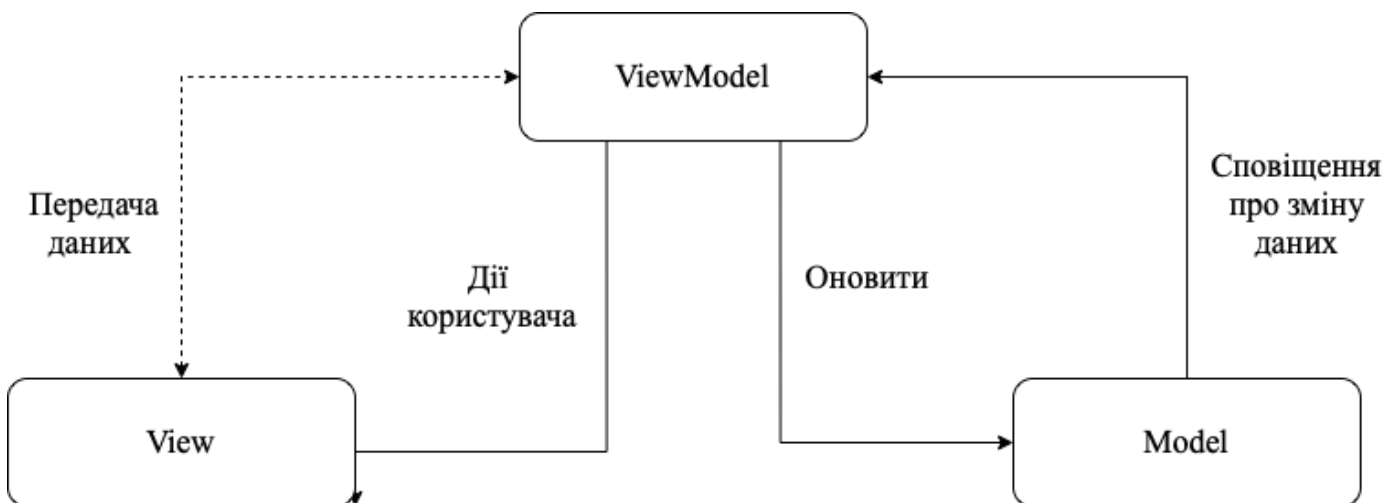 ViewModel
Передача
даних
Дії
користувача
Оновити
Сповіщення
про зміну
даних
View
Model